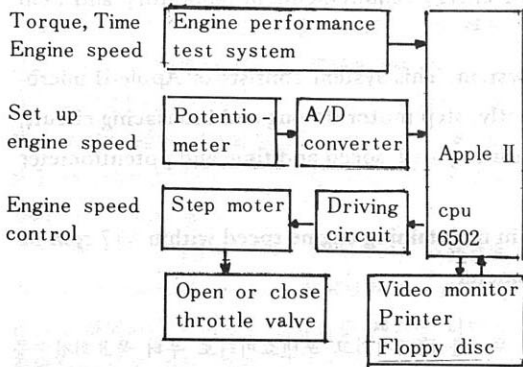 Torque, Time
Engine speed
Engine performance
test system
Set up
engine speed
Potentio
meter
A/D
converter
Apple II
cpu
6502
Engine speed
control
Step moter
Driving
circuit
Open or close
throttle valve
Video monitor
Printer
Floppy disc